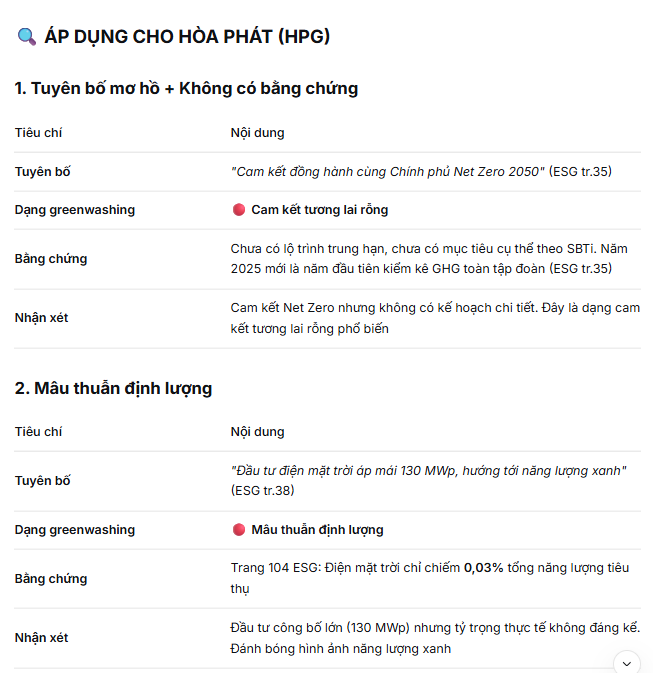 🔍 ÁP DỤNG CHO HÒA PHÁT (HPG)
1. Tuyên bố mơ hồ + Không có bằng chứng
Tiêu chí Nội dung
Tuyên bố "Cam kết đồng hành cùng Chính phủ Net Zero 2050" (ESG tr.35)
Dạng greenwashing 🔴 Cam kết tương lai rỗng
Bằng chứng Chưa có lộ trình trung hạn, chưa có mục tiêu cụ thể theo SBTi. Năm
2025 mới là năm đầu tiên kiểm kê GHG toàn tập đoàn (ESG tr.35)
Nhận xét Cam kết Net Zero nhưng không có kế hoạch chi tiết. Đây là dạng cam
kết tương lai rỗng phổ biến
2. Mâu thuẫn định lượng
Tiêu chí Nội dung
Tuyên bố "Đầu tư điện mặt trời áp mái 130 MWp, hướng tới năng lượng xanh"
(ESG tr.38)
Dạng greenwashing 🔴 Mâu thuẫn định lượng
Bằng chứng Trang 104 ESG: Điện mặt trời chỉ chiếm 0,03% tổng năng lượng tiêu
thụ
Nhận xét Đầu tư công bố lớn (130 MWp) nhưng tỷ trọng thực tế không đáng kể.
Đánh bóng hình ảnh năng lượng xanh